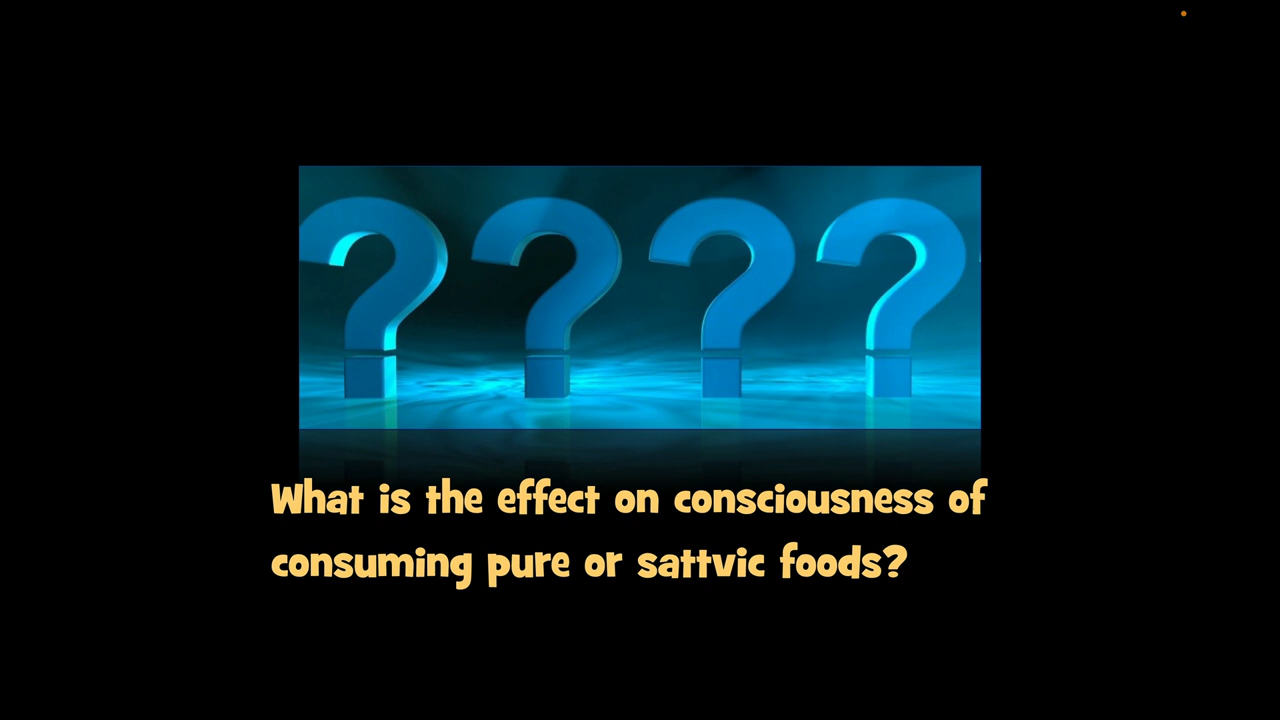 What is the effect on consciousness of
consuming pure or sattvic foods?